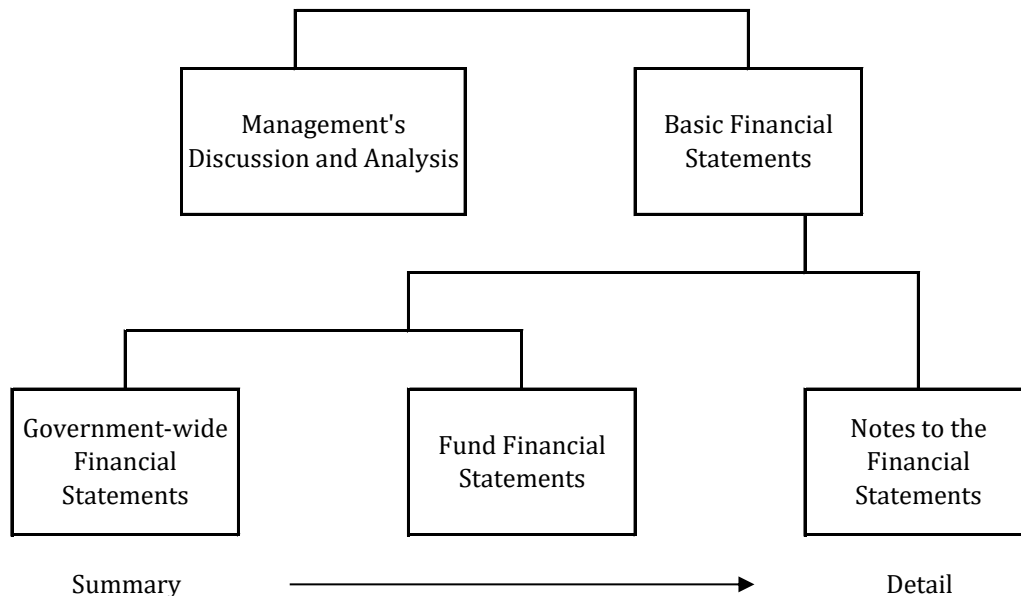 Management's
Discussion and Analysis
Basic Financial
Statements
Government-wide
Financial
Statements
Fund Financial
Statements
Notes to the
Financial
Statements
Summary
Detail